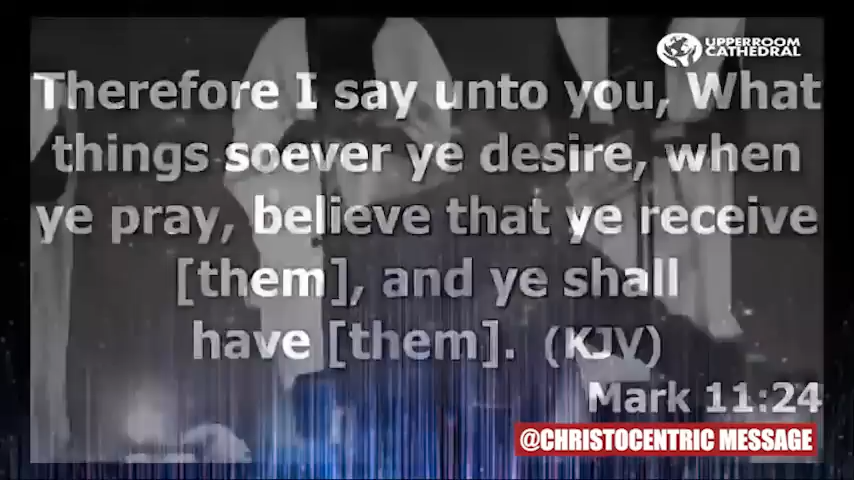 UPPERROOM
CATHEDRAL
Therefore I say unto you, What
things soever ye desire, when
ye pray, believe that ye receive
[them], and ye shall
have [them]. (KJV)
Mark 11:24
@CHRISTOCENTRIC MESSAGE